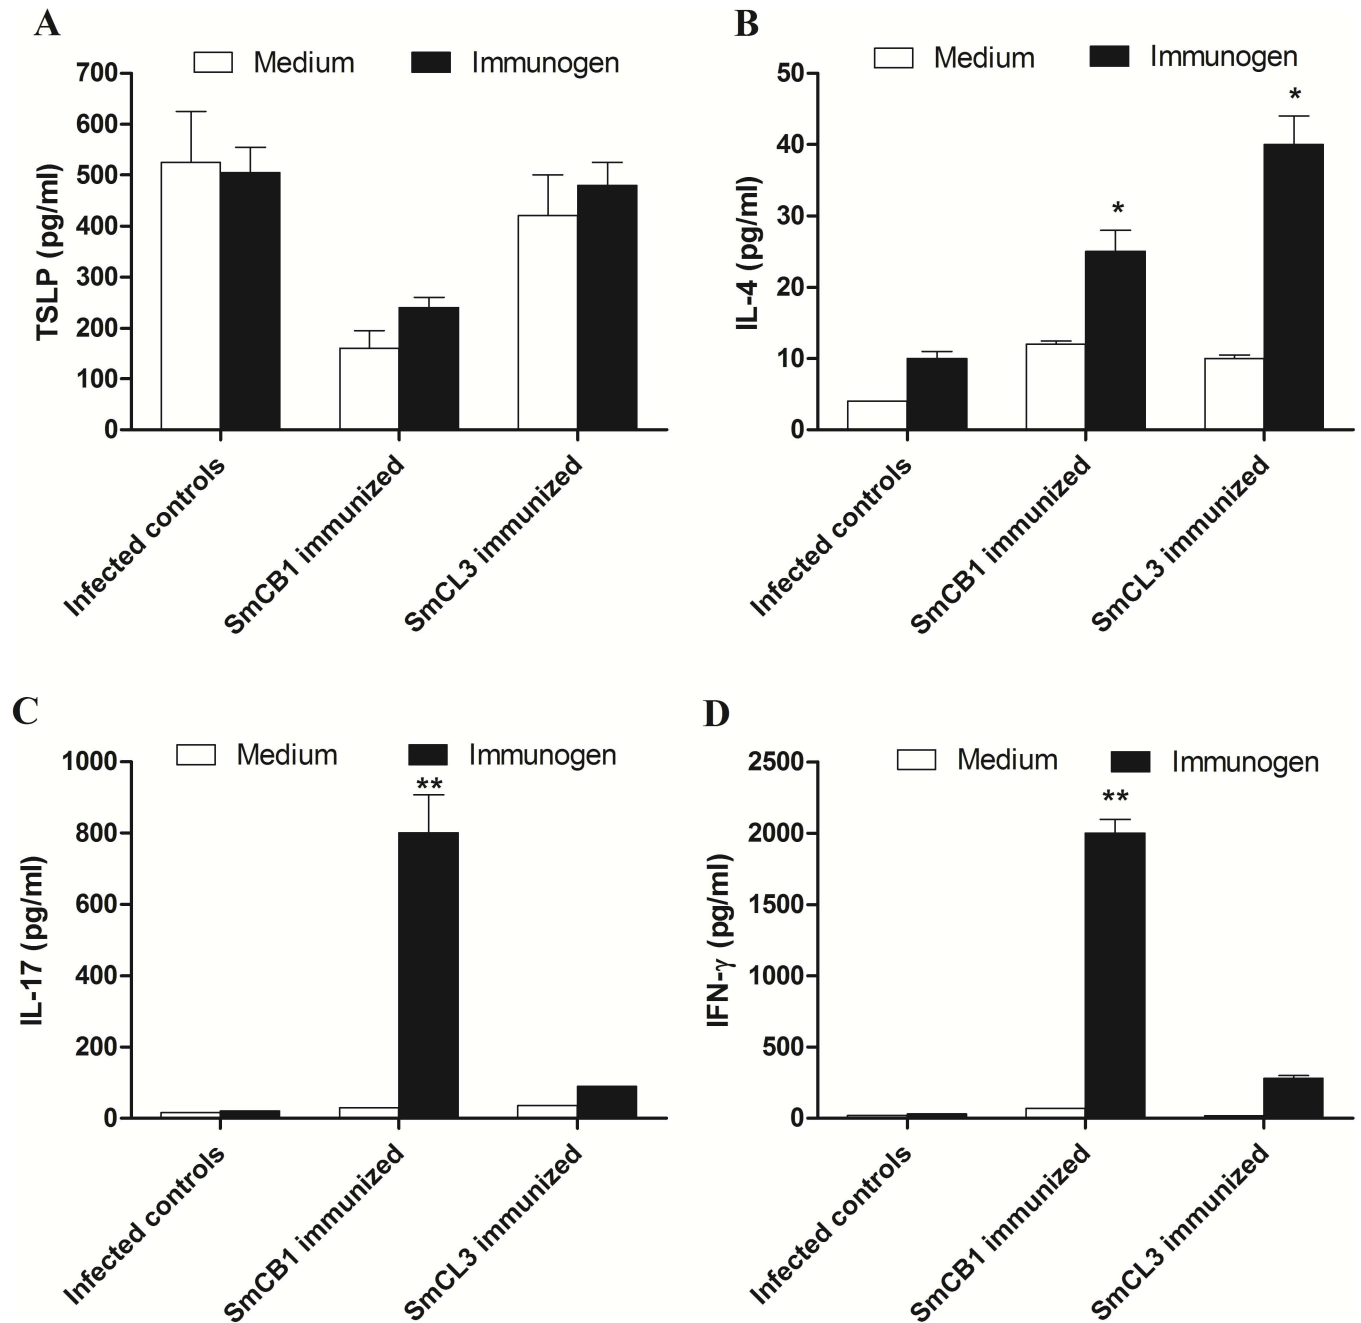 A
Medium Immunogen
700
600
500
400
300
200
100
0
TSLP (pg/ml)
Infected controls
SmCB1 immunized
SmCL3 immunized
B
Medium Immunogen
50
40
30
20
10
0
IL-4 (pg/ml)
*
*
Infected controls
SmCB1 immunized
SmCL3 immunized
C
Medium Immunogen
1000
800
600
400
200
0
IL-17 (pg/ml)
**
Infected controls
SmCB1 immunized
SmCL3 immunized
D
Medium Immunogen
2500
2000
1500
1000
500
0
IFN-γ (pg/ml)
**
Infected controls
SmCB1 immunized
SmCL3 immunized